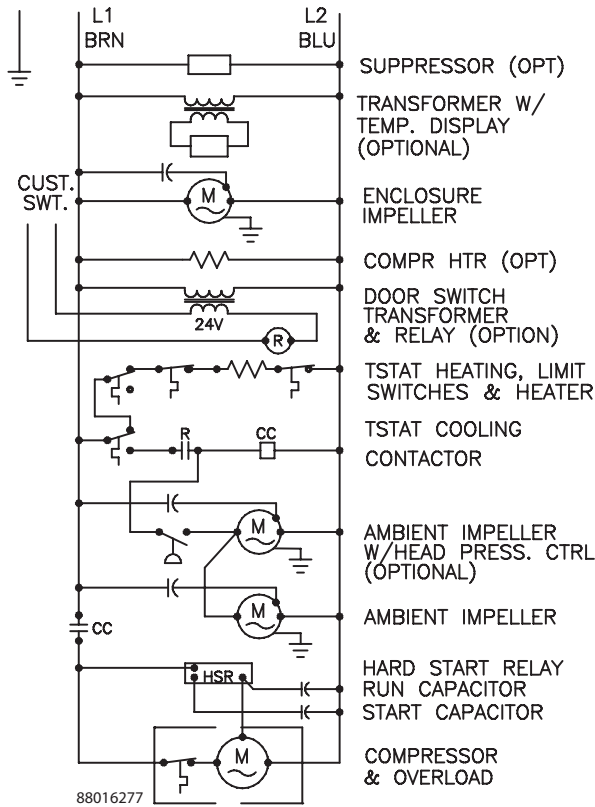 L1 L2
BRN BLU
SUPPRESSOR (OPT)
TRANSFORMER W/
TEMP. DISPLAY
(OPTIONAL)
CUST.
SWT.
M
ENCLOSURE
IMPELLER
COMPR HTR (OPT)
DOOR SWITCH
TRANSFORMER
& RELAY (OPTION)
24V
R
TSTAT HEATING, LIMIT
SWITCHES & HEATER
TSTAT COOLING
R CC
CONTACTOR
M
AMBIENT IMPELLER
W/HEAD PRESS. CTRL
(OPTIONAL)
M
AMBIENT IMPELLER
CC
HARD START RELAY
HSR
RUN CAPACITOR
START CAPACITOR
M
COMPRESSOR
& OVERLOAD
88016277